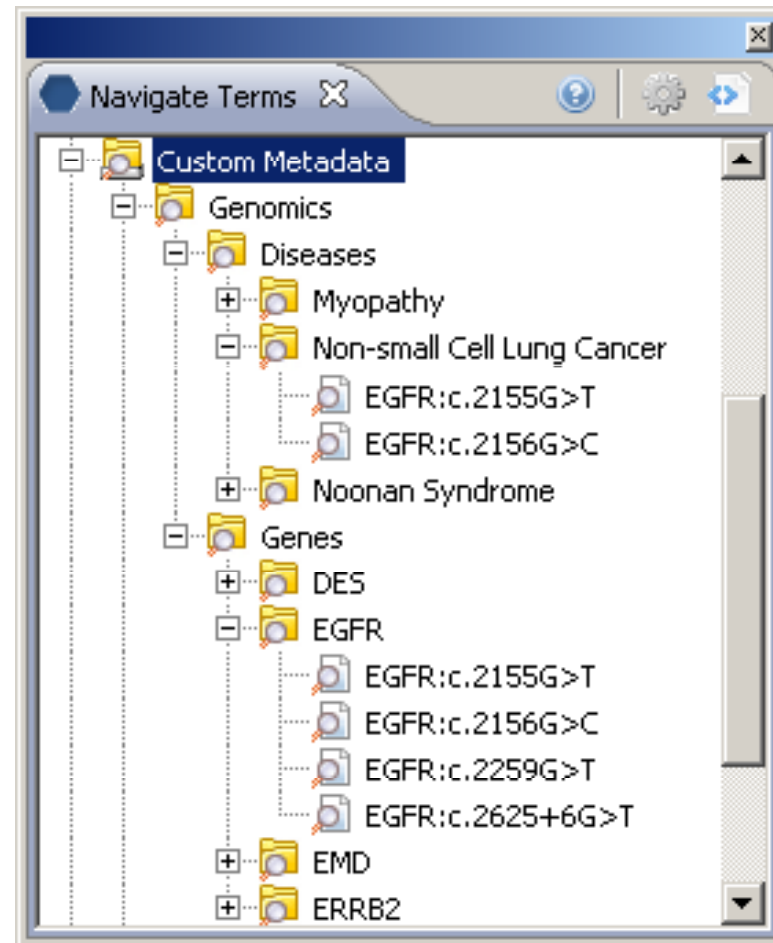 Navigate Terms
Custom Metadata
Genomics
Diseases
Myopathy
Non-small Cell Lung Cancer
EGFR:c.2155G>T
EGFR:c.2156G>C
Noonan Syndrome
Genes
DES
EGFR
EGFR:c.2155G>T
EGFR:c.2156G>C
EGFR:c.2259G>T
EGFR:c.2625+6G>T
EMD
ERRB2